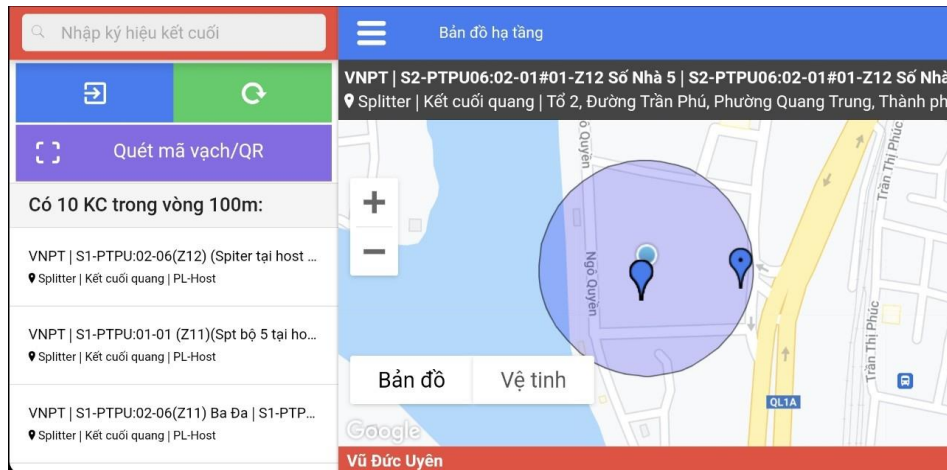 Nhập ký hiệu kết cuối
Quét mã vạch/QR
Có 10 KC trong vòng 100m:
VNPT | S1-PTPU:02-06(Z12) (Spiter tại host ...
Splitter | Kết cuối quang | PL-Host
VNPT | S1-PTPU:01-01 (Z11)(Spt bộ 5 tại ho...
Splitter | Kết cuối quang | PL-Host
VNPT | S1-PTPU:02-06(Z11) Ba Đa | S1-PTP...
Splitter | Kết cuối quang | PL-Host
Bản đồ hạ tầng
VNPT | S2-PTPU06:02-01#01-Z12 Số Nhà 5 | S2-PTPU06:02-01#01-Z12 Số Nhà
Splitter | Kết cuối quang | Tổ 2, Đường Trần Phú, Phường Quang Trung, Thành ph
Ngô Quyền
Trần Thị Phúc
+
−
Ngô Quyền
Trần Thị Phúc
Bản đồ
Vệ tinh
QL1A
Google
Vũ Đức Uyên